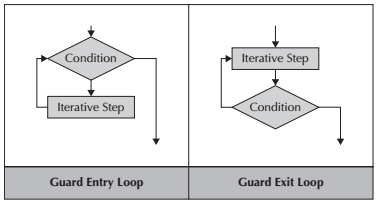 Condition
Iterative Step
Guard Entry Loop
Iterative Step
Condition
Guard Exit Loop